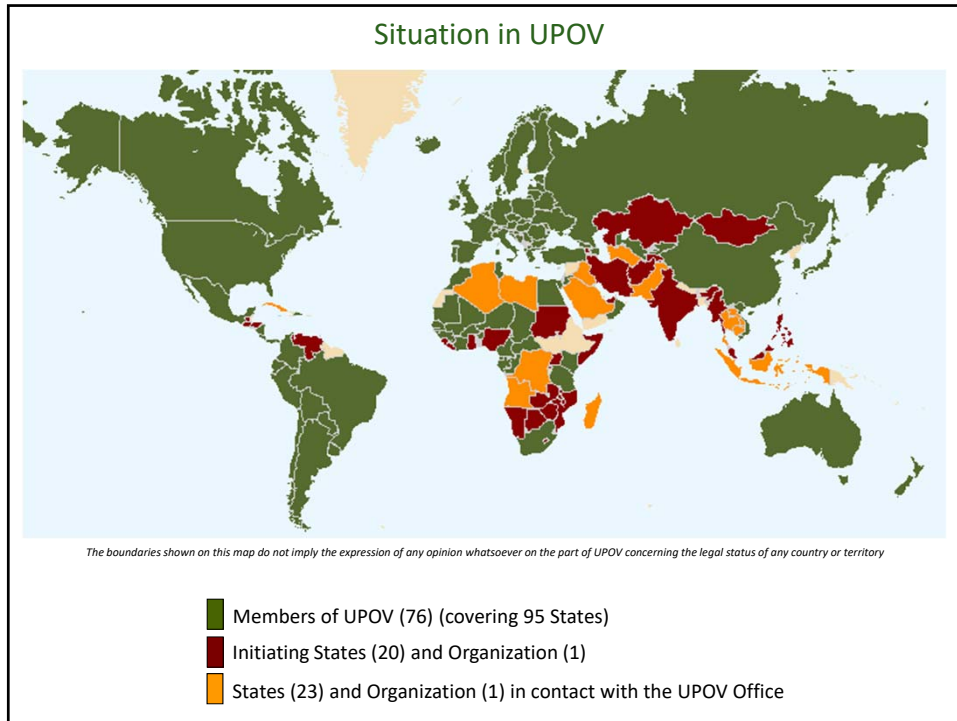 Situation in UPOV
The boundaries shown on this map do not imply the expression of any opinion whatsoever on the part of UPOV concerning the legal status of any country or territory
Members of UPOV (76) (covering 95 States)
Initiating States (20) and Organization (1)
States (23) and Organization (1) in contact with the UPOV Office